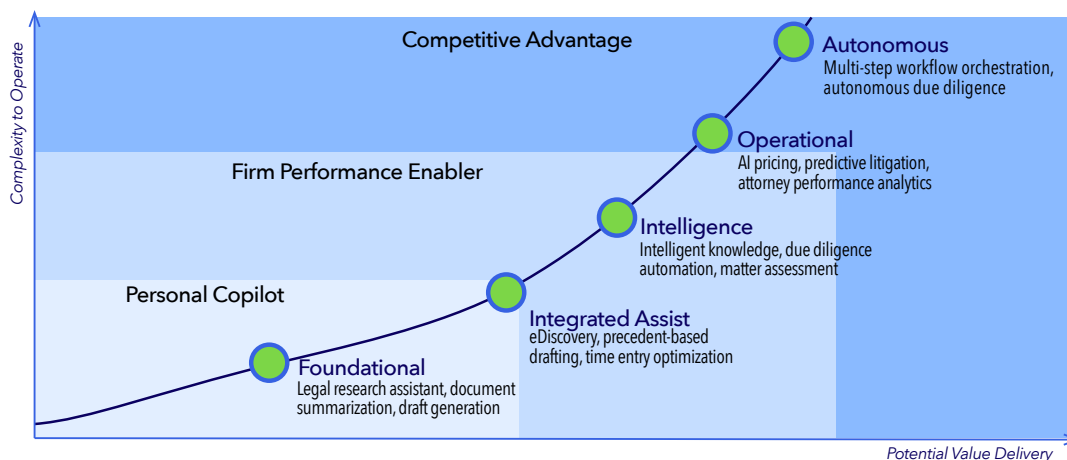 Complexity to Operate
Competitive Advantage
Autonomous
Multi-step workflow orchestration,
autonomous due diligence
Operational
AI pricing, predictive litigation,
attorney performance analytics
Firm Performance Enabler
Intelligence
Intelligent knowledge, due diligence
automation, matter assessment
Personal Copilot
Integrated Assist
eDiscovery, precedent-based
drafting, time entry optimization
Foundational
Legal research assistant, document
summarization, draft generation
Potential Value Delivery